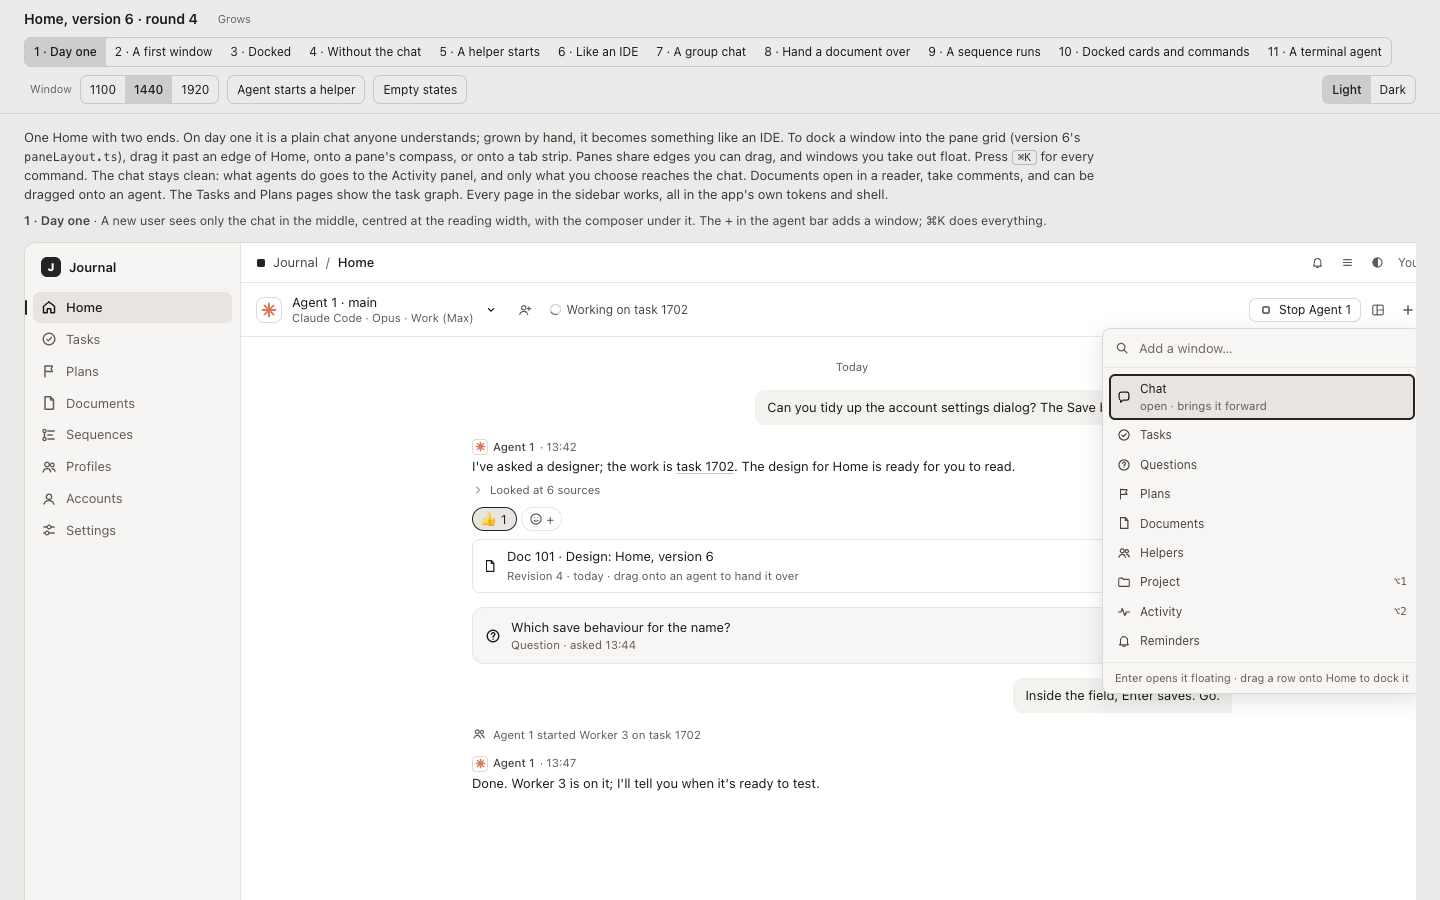 Home, version 6 · round 4 Grows
1 · Day one 2 · A first window 3 · Docked 4 · Without the chat 5 · A helper starts 6 · Like an IDE 7 · A group chat 8 · Hand a document over 9 · A sequence runs 10 · Docked cards and commands 11 · A terminal agent
Window 1100 1440 1920 Agent starts a helper Empty states Light Dark
One Home with two ends. On day one it is a plain chat anyone understands; grown by hand, it becomes something like an IDE. To dock a window into the pane grid (version 6's
paneLayout.ts), drag it past an edge of Home, onto a pane's compass, or onto a tab strip. Panes share edges you can drag, and windows you take out float. Press ⌘K for every
command. The chat stays clean: what agents do goes to the Activity panel, and only what you choose reaches the chat. Documents open in a reader, take comments, and can be
dragged onto an agent. The Tasks and Plans pages show the task graph. Every page in the sidebar works, all in the app's own tokens and shell.
1 · Day one · A new user sees only the chat in the middle, centred at the reading width, with the composer under it. The + in the agent bar adds a window; ⌘K does everything.
J Journal
Home
Tasks
Plans
Documents
Sequences
Profiles
Accounts
Settings
Journal / Home
You
Agent 1 · main
Claude Code · Opus · Work (Max)
Working on task 1702
Stop Agent 1
Today
Can you tidy up the account settings dialog? The Save
Agent 1 · 13:42
I've asked a designer; the work is task 1702. The design for Home is ready for you to read.
Looked at 6 sources
👍 1 +
Doc 101 · Design: Home, version 6
Revision 4 · today · drag onto an agent to hand it over
Which save behaviour for the name?
Question · asked 13:44
Inside the field, Enter saves. Go.
Agent 1 started Worker 3 on task 1702
Agent 1 · 13:47
Done. Worker 3 is on it; I'll tell you when it's ready to test.
Add a window...
Chat
open · brings it forward
Tasks
Questions
Plans
Documents
Helpers
Project ⌥1
Activity ⌥2
Reminders
Enter opens it floating · drag a row onto Home to dock it